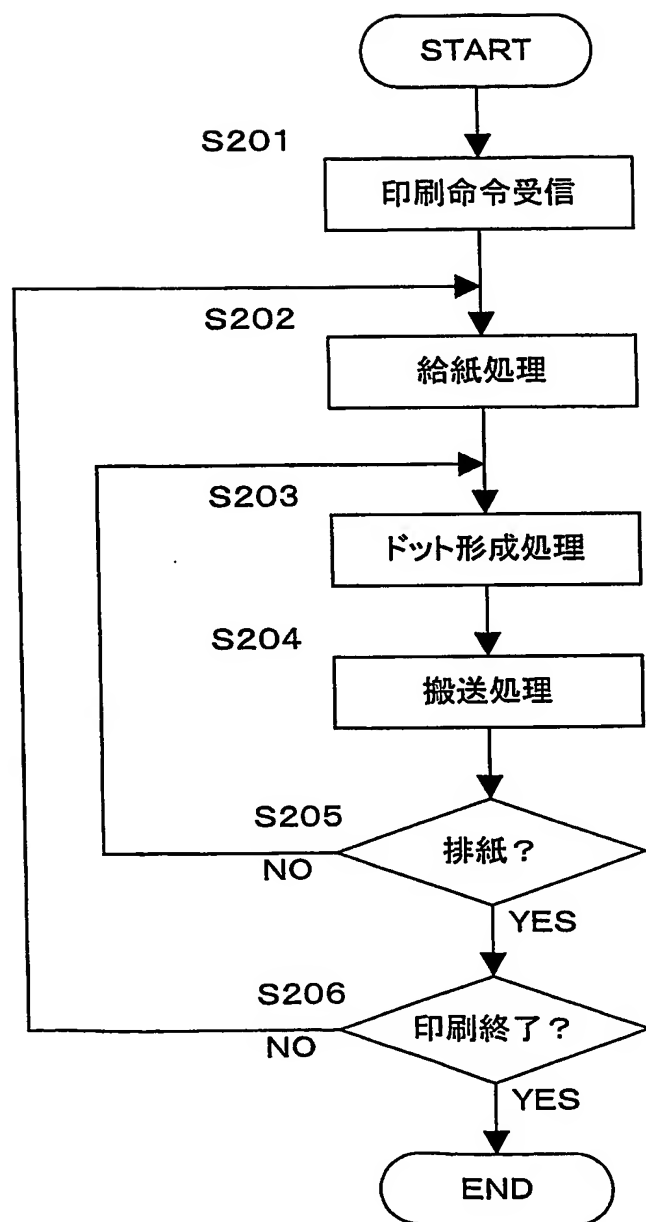 START
S201
印刷命令受信
S202
給紙処理
S203
ドット形成処理
S204
搬送処理
S205
排紙?
NO
YES
S206
印刷終了?
NO
YES
END